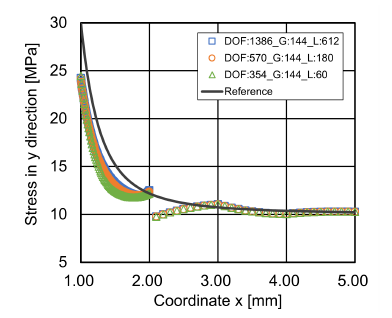 Stress in y direction [MPa]
30
25
20
15
10
5
DOF:1386_G:144_L:612
DOF:570_G:144_L:180
DOF:354_G:144_L:60
Reference
1.00 2.00 3.00 4.00 5.00
Coordinate x [mm]